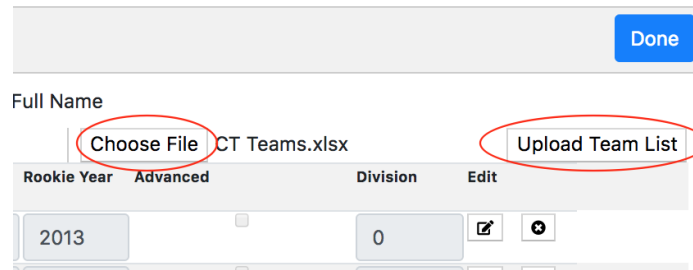 Done
Full Name
Choose File CT Teams.xlsx Upload Team List
Rookie Year Advanced Division Edit
2013 0